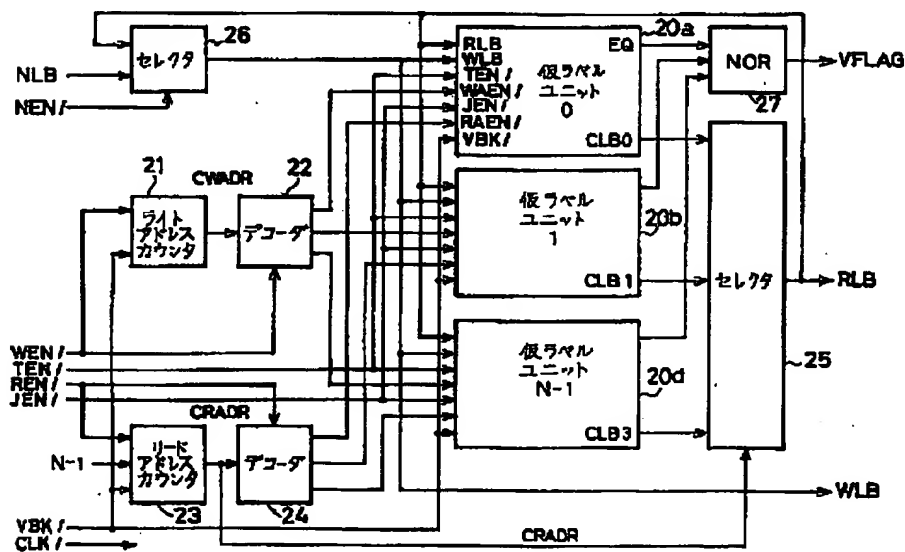 26
セレクタ
NLB
NEN/
20a
RLB
WLB
TEN/
WAEN/
JEN/
RAEN/
VBK/
EQ
仮ラベル
ユニット
0
CLB0
NOR
27
VFLAG
21
CWADR
22
ライト
アドレス
カウンタ
デコーダ
仮ラベル
ユニット
1
20b
CLB1
セレクタ
RLB
25
WEN/
TEN/
REN/
JEN/
仮ラベル
ユニット
N-1
20d
CLB3
CRADR
N-1
リード
アドレス
カウンタ
デコーダ
23
24
WLB
VBK/
CLK/
CRADR